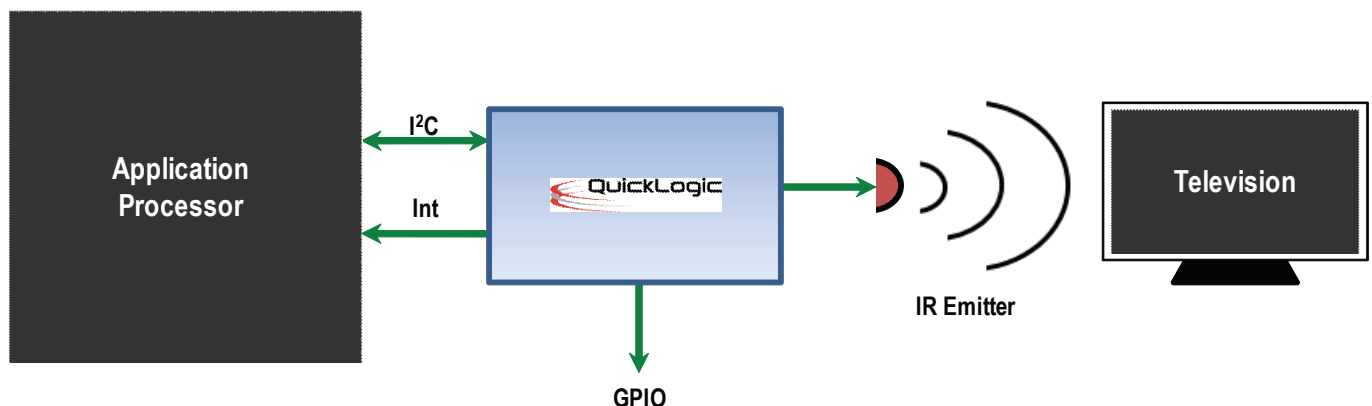 Application
Processor
I²C
Int
QuickLogic
GPIO
IR Emitter
Television